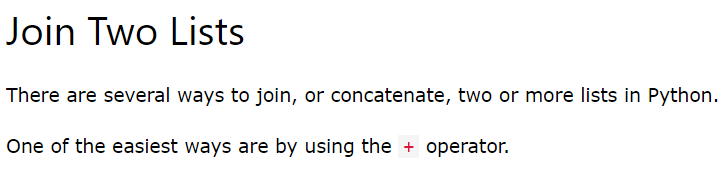 Join Two Lists
There are several ways to join, or concatenate, two or more lists in Python.
One of the easiest ways are by using the + operator.